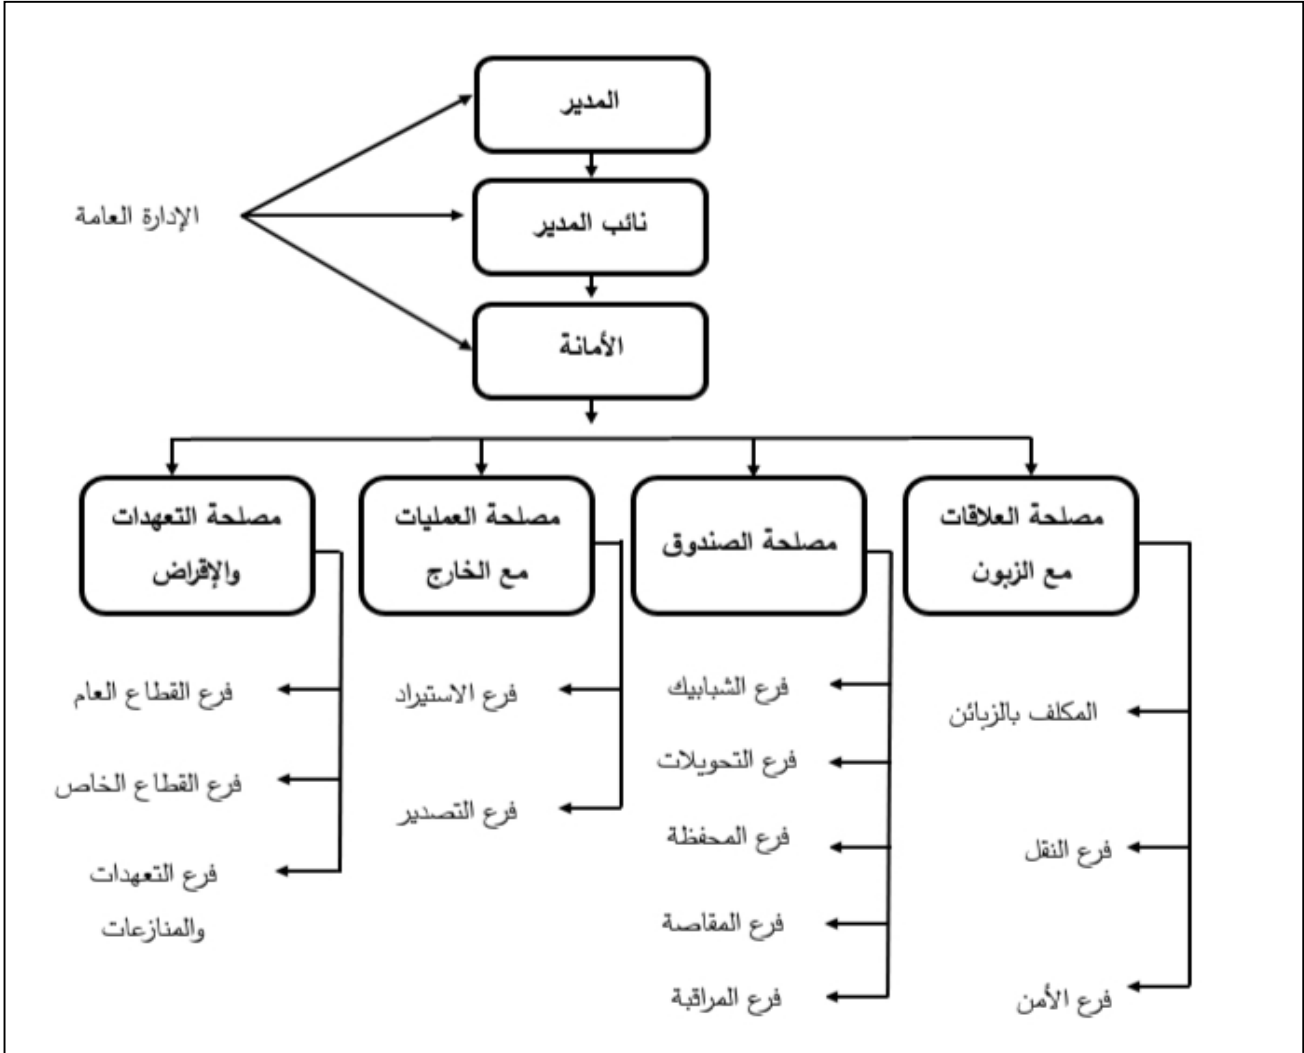 المدير
الإدارة العامة
نائب المدير
الأمانة
مصلحة العلاقات
مع الزبون
مصلحة الصندوق
مصلحة العمليات
مع الخارج
مصلحة التعهدات
والإقراض
المكلف بالزبائن
فرع النقل
فرع الأمن
فرع الشبابيك
فرع التحويلات
فرع المحفظة
فرع المقاصة
فرع المراقبة
فرع الاستيراد
فرع التصدير
فرع القطاع العام
فرع القطاع الخاص
فرع التعهدات
والمنازعات